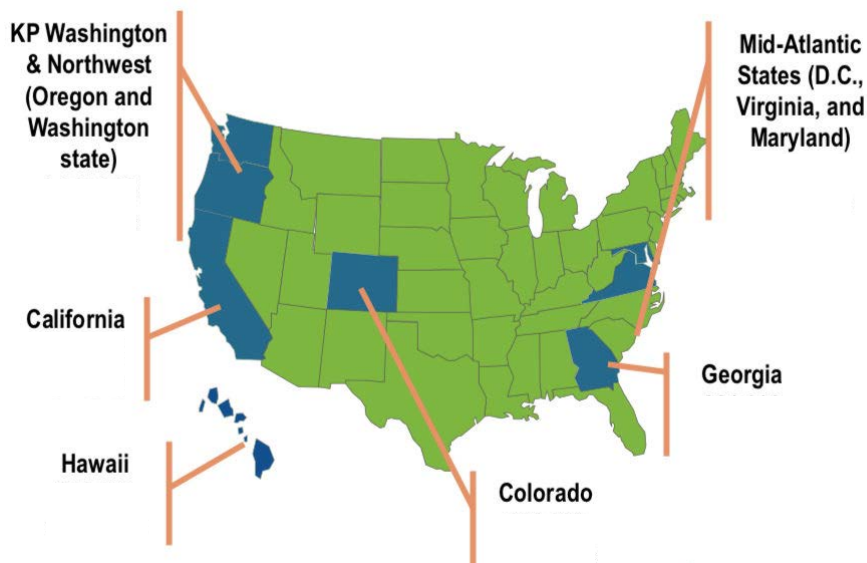 KP Washington
& Northwest
(Oregon and
Washington
state)
Mid-Atlantic
States (D.C.,
Virginia, and
Maryland)
California
Georgia
Hawaii
Colorado